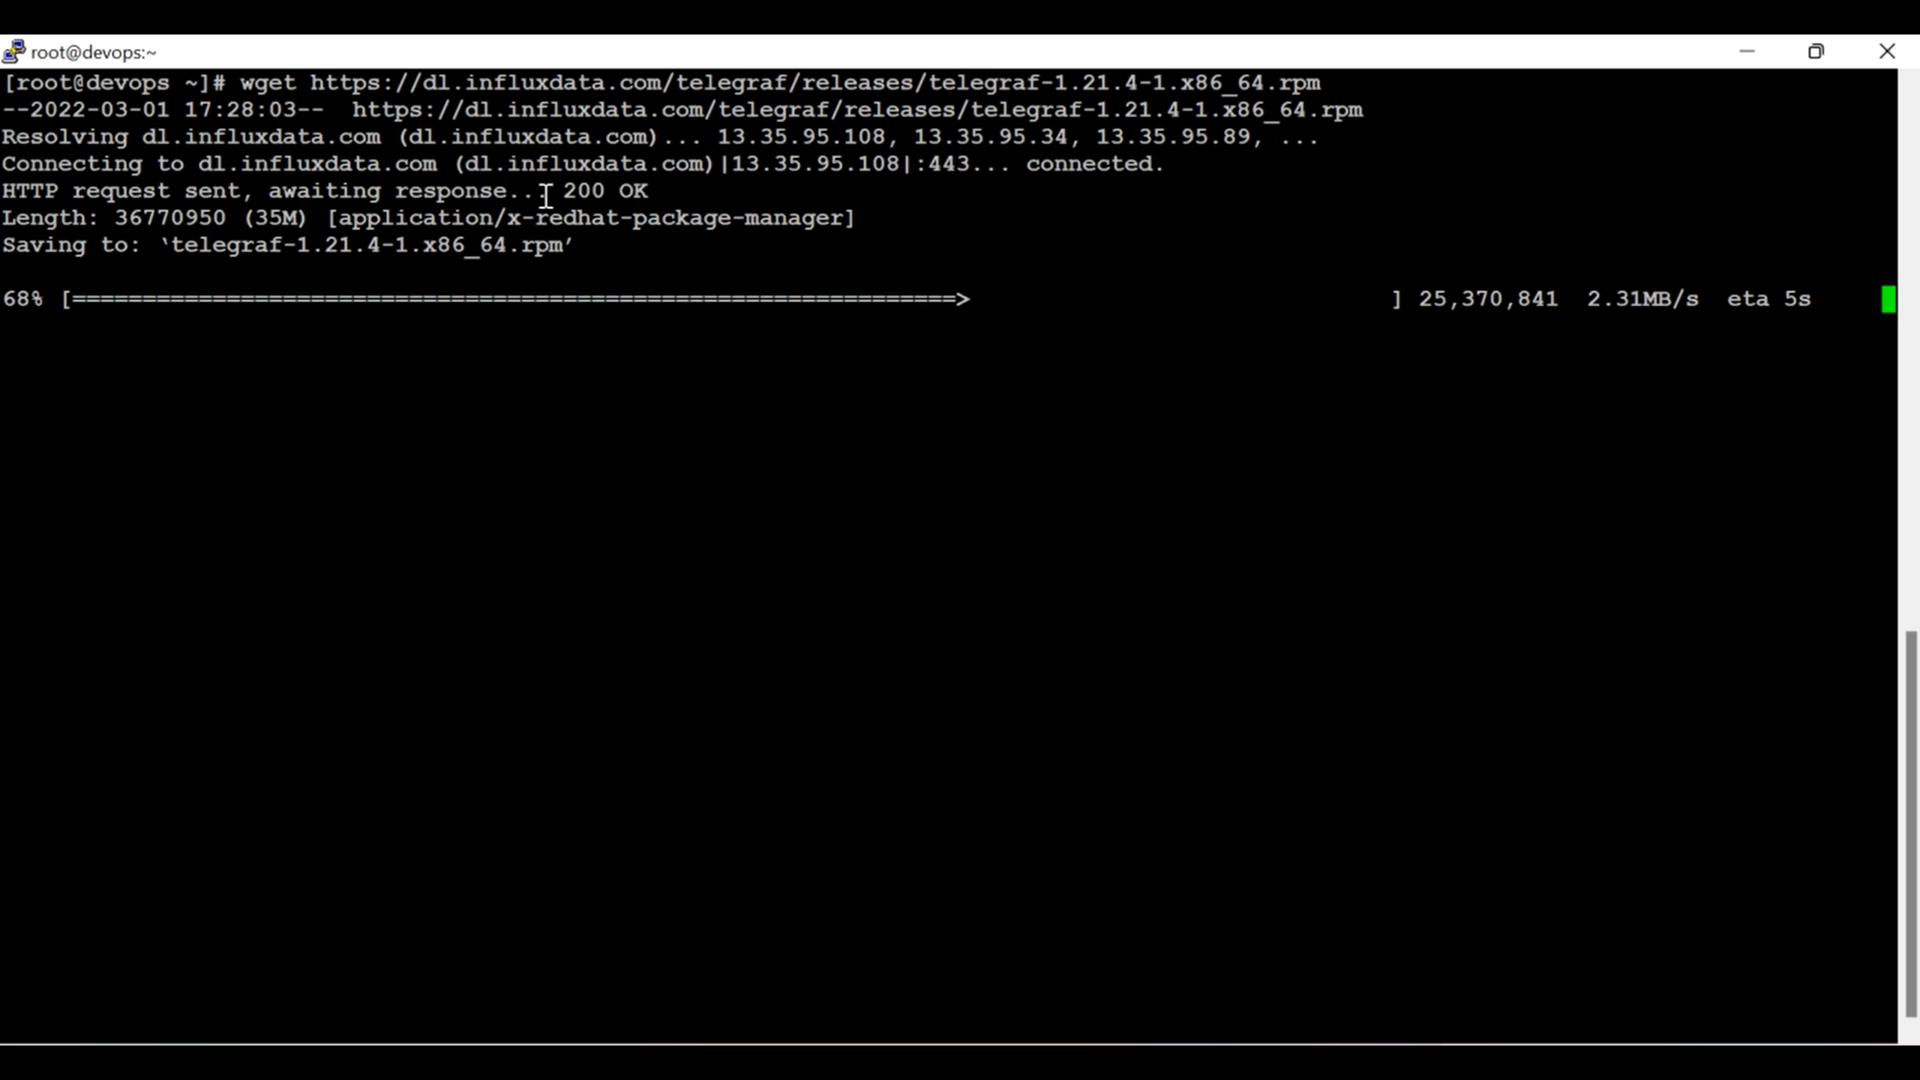 root@devops:~
[root@devops ~]# wget https://dl.influxdata.com/telegraf/releases/telegraf-1.21.4-1.x86_64.rpm
--2022-03-01 17:28:03--  https://dl.influxdata.com/telegraf/releases/telegraf-1.21.4-1.x86_64.rpm
Resolving dl.influxdata.com (dl.influxdata.com)... 13.35.95.108, 13.35.95.34, 13.35.95.89, ...
Connecting to dl.influxdata.com (dl.influxdata.com)|13.35.95.108|:443... connected.
HTTP request sent, awaiting response... 200 OK
Length: 36770950 (35M) [application/x-redhat-package-manager]
Saving to: ‘telegraf-1.21.4-1.x86_64.rpm’
68% [===============================================================>                              ] 25,370,841  2.31MB/s  eta 5s